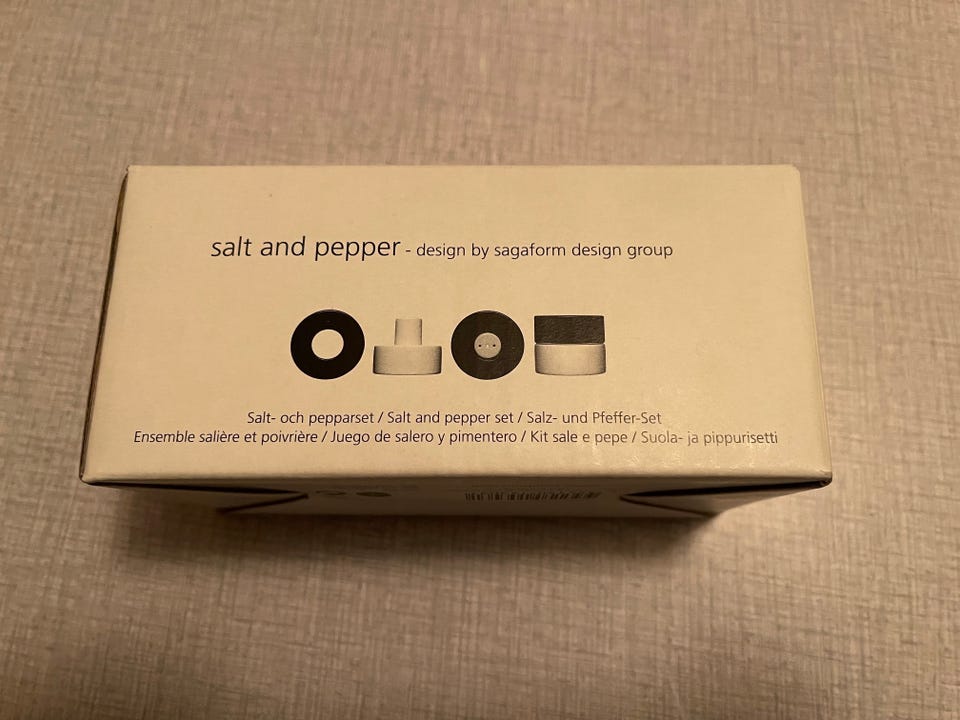 salt and pepper - design by sagaform design group
Salt- och pepparset / Salt and pepper set / Salz- und Pfeffer-Set
Ensemble salière et poivrière / Juego de salero y pimentero / Kit sale e pepe / Suola- ja pippurisetti